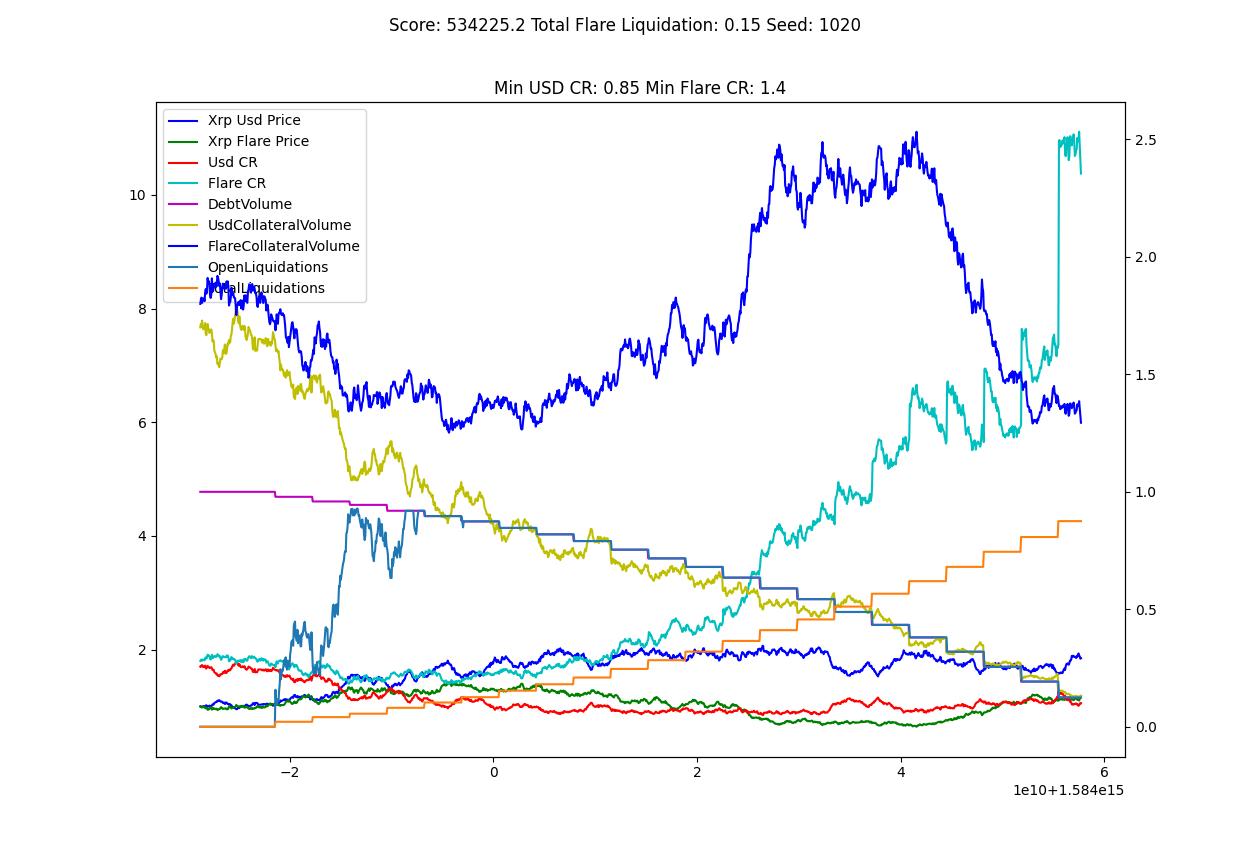 Score: 534225.2 Total Flare Liquidation: 0.15 Seed: 1020
Min USD CR: 0.85 Min Flare CR: 1.4
Xrp Usd Price
Xrp Flare Price
Usd CR
Flare CR
DebtVolume
UsdCollateralVolume
FlareCollateralVolume
OpenLiquidations
TotalLiquidations
10
8
6
4
2
2.5
2.0
1.5
1.0
0.5
0.0
−2
0
2
4
6
1e10+1.584e15